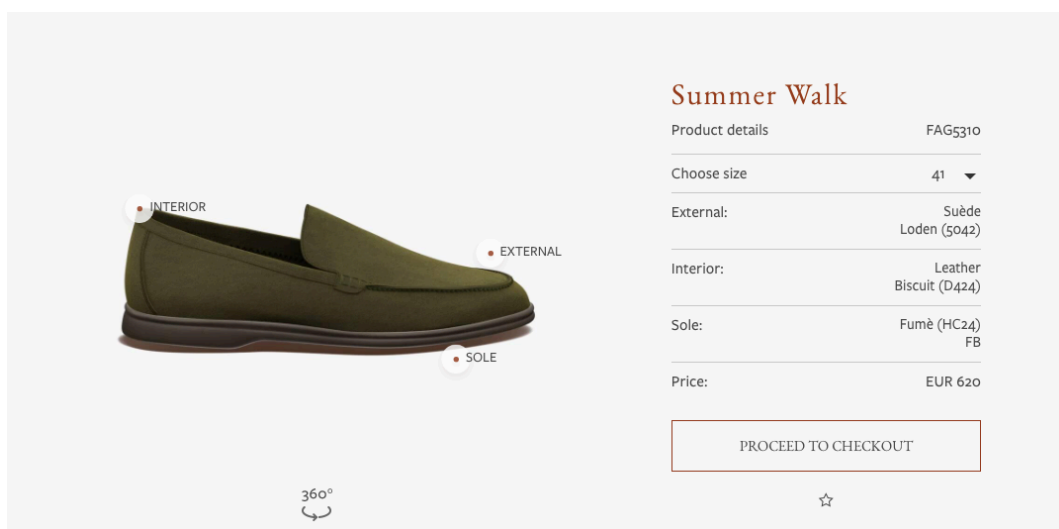 Summer Walk
Product details FAG5310
Choose size 41
External: Suède
Loden (5042)
Interior: Leather
Biscuit (D424)
Sole: Fumè (HC24)
FB
Price: EUR 620
PROCEED TO CHECKOUT
INTERIOR
EXTERNAL
SOLE
360°